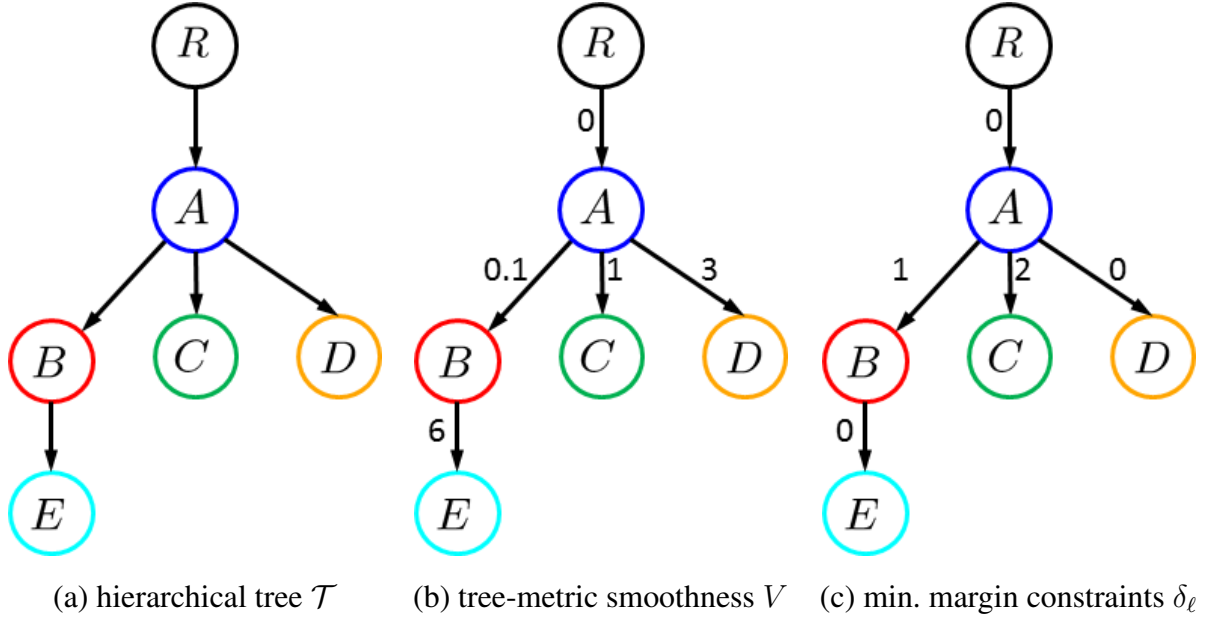 R R R
0 0
A A A
0.1 1 3 1 2 0
B C D B C D B C D
6 0
E E E
(a) hierarchical tree 𝒯 (b) tree-metric smoothness V (c) min. margin constraints δ_ℓ